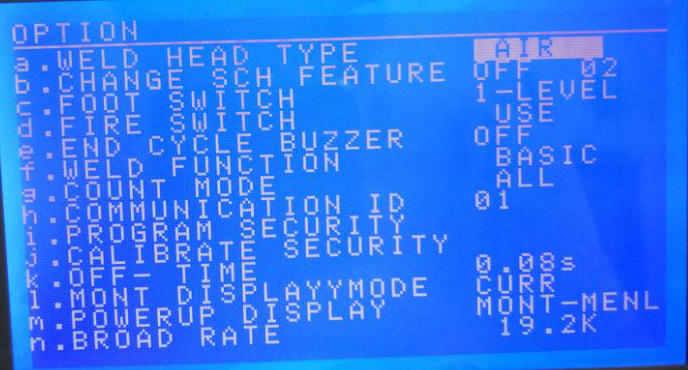 OPTION
a.WELD HEAD TYPE AIR
b.CHANGE SCH FEATURE OFF 02
c.FOOT SWITCH 1-LEVEL
d.FIRE SWITCH USE
e.END CYCLE BUZZER OFF
f.WELD FUNCTION BASIC
g.COUNT MODE ALL
h.COMMUNICATION ID 01
i.PROGRAM SECURITY
j.CALIBRATE SECURITY
k.OFF- TIME 0.08s
l.MONT DISPLAYYMODE CURR
m.POWERUP DISPLAY MONT-MENL
n.BROAD RATE 19.2K